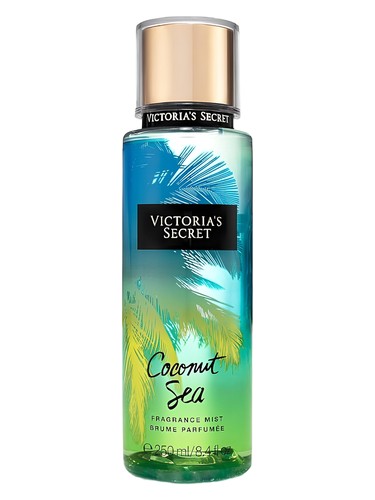 VICTORIA'S SECRET
VICTORIA'S
SECRET
Coconut
Sea
FRAGRANCE MIST
BRUME PARFUMÉE
℮ 250 ml/8.4 fl oz